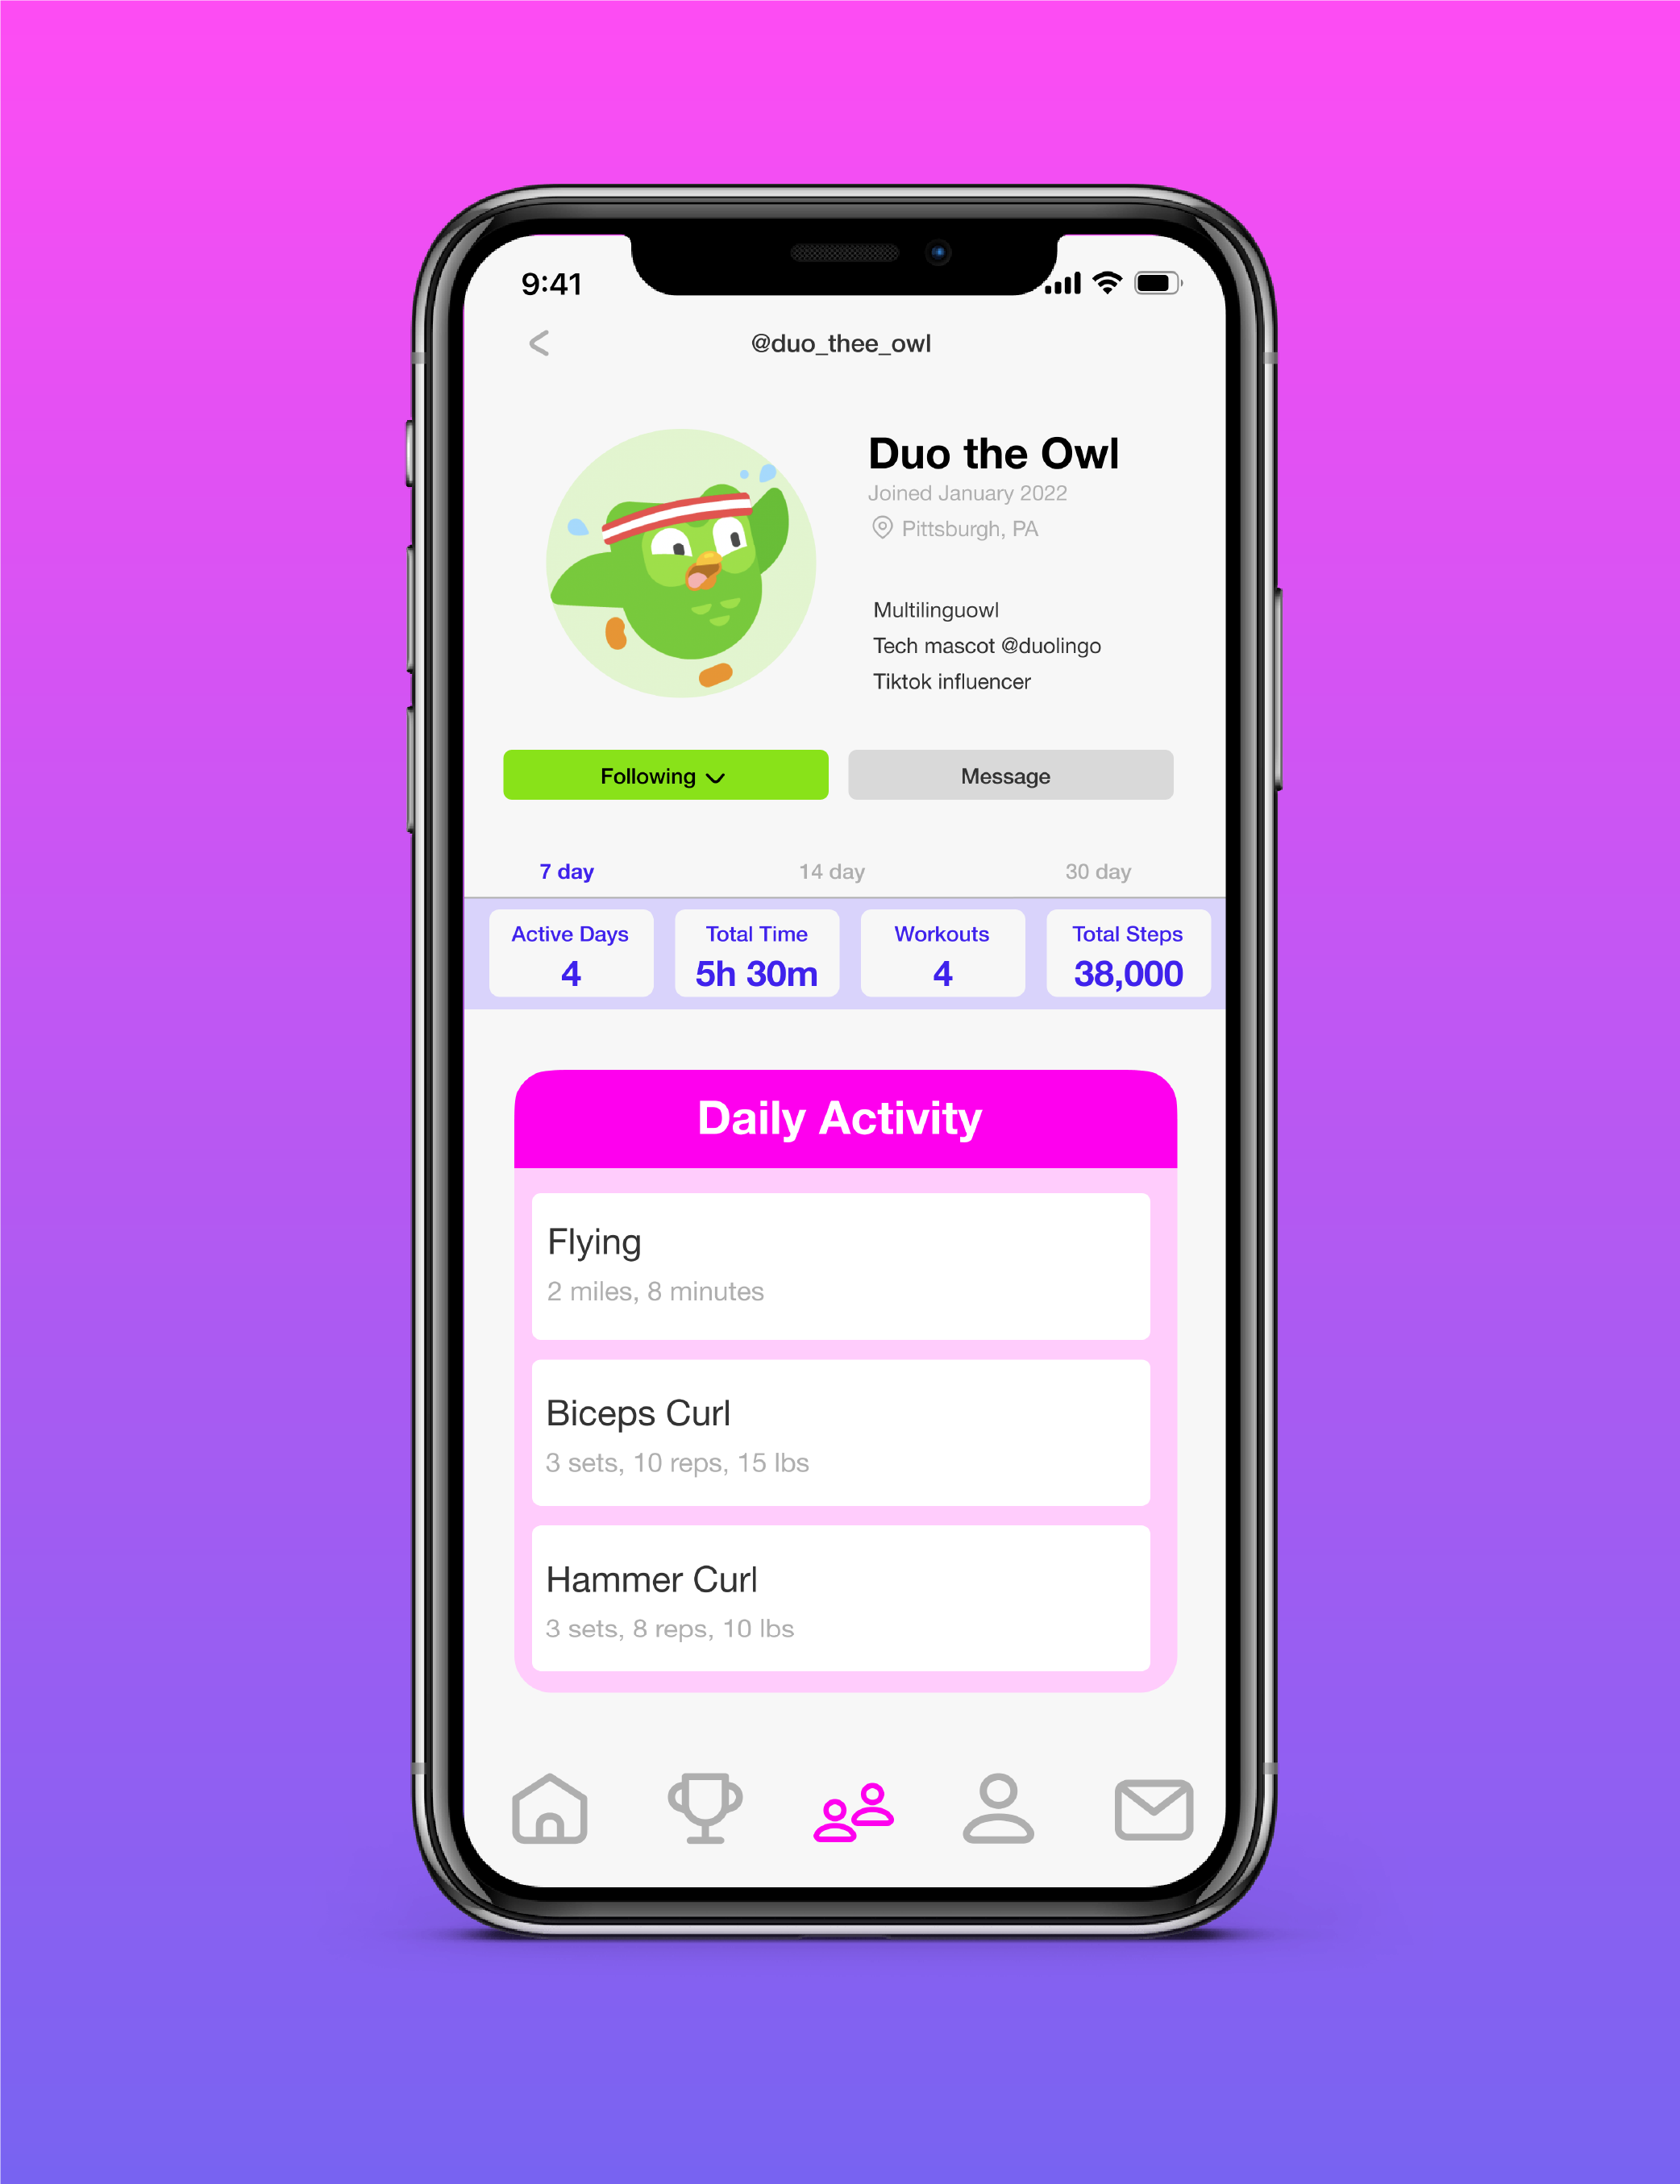 9:41
@duo_thee_owl
Duo the Owl
Joined January 2022
Pittsburgh, PA
Multilinguowl
Tech mascot @duolingo
Tiktok influencer
Following
Message
7 day
14 day
30 day
Active Days
4
Total Time
5h 30m
Workouts
4
Total Steps
38,000
Daily Activity
Flying
2 miles, 8 minutes
Biceps Curl
3 sets, 10 reps, 15 lbs
Hammer Curl
3 sets, 8 reps, 10 lbs